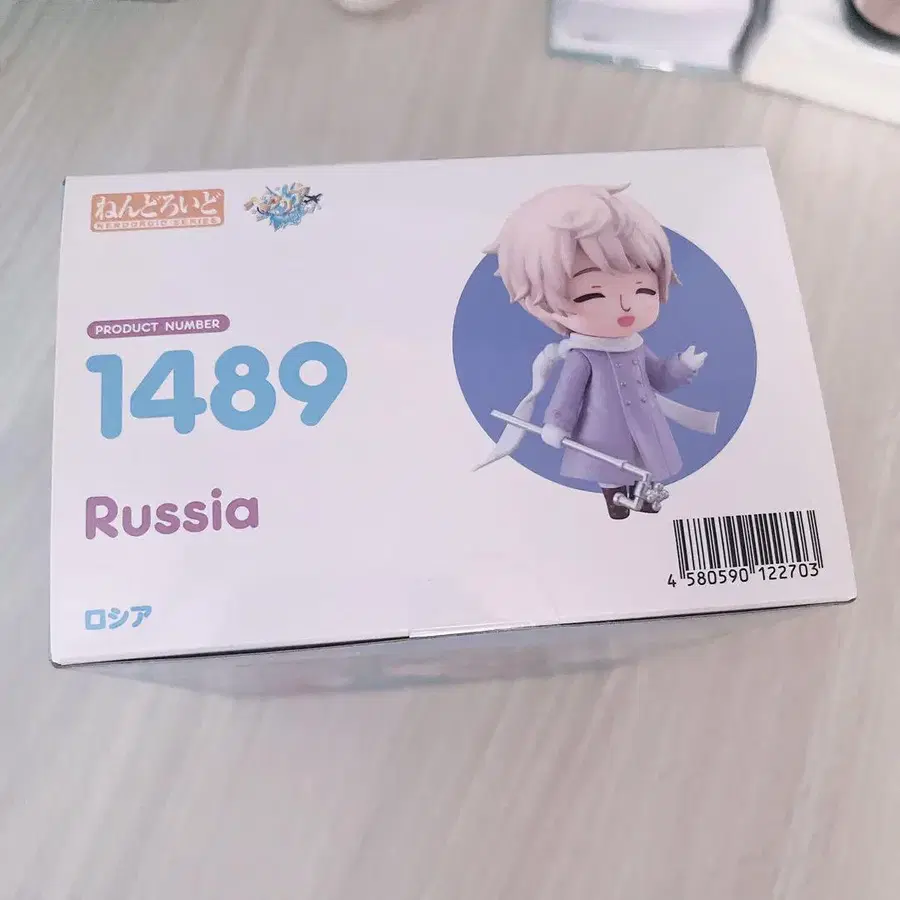 ねんどろいど
NENDOROID SERIES
PRODUCT NUMBER
1489
Russia
ロシア
4 580590 122703